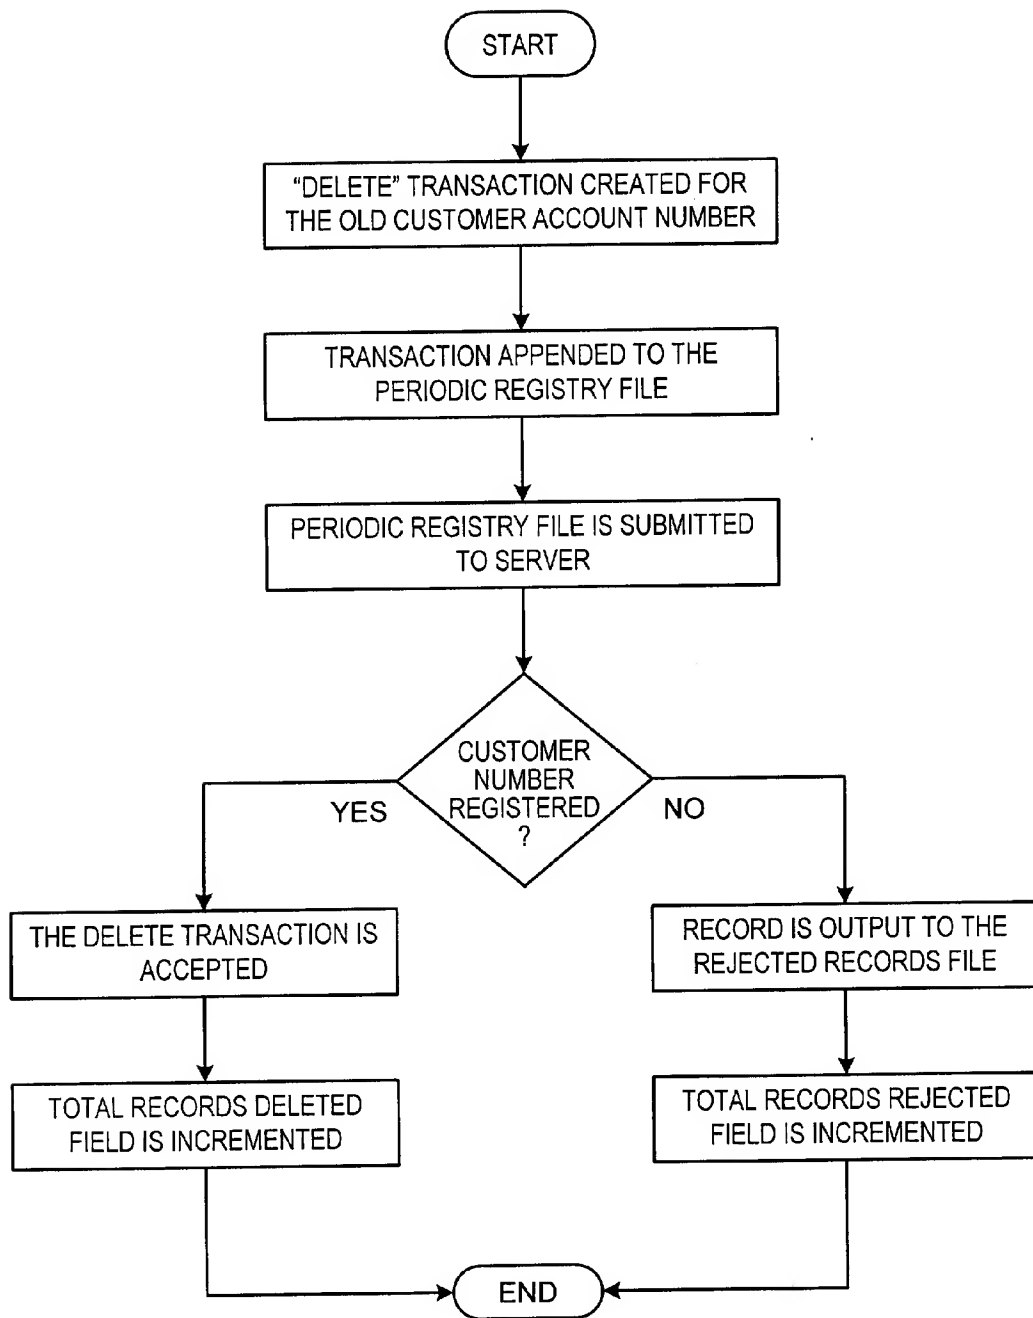 START
“DELETE” TRANSACTION CREATED FOR
THE OLD CUSTOMER ACCOUNT NUMBER
TRANSACTION APPENDED TO THE
PERIODIC REGISTRY FILE
PERIODIC REGISTRY FILE IS SUBMITTED
TO SERVER
CUSTOMER
NUMBER
REGISTERED
?
YES
NO
THE DELETE TRANSACTION IS
ACCEPTED
RECORD IS OUTPUT TO THE
REJECTED RECORDS FILE
TOTAL RECORDS DELETED
FIELD IS INCREMENTED
TOTAL RECORDS REJECTED
FIELD IS INCREMENTED
END